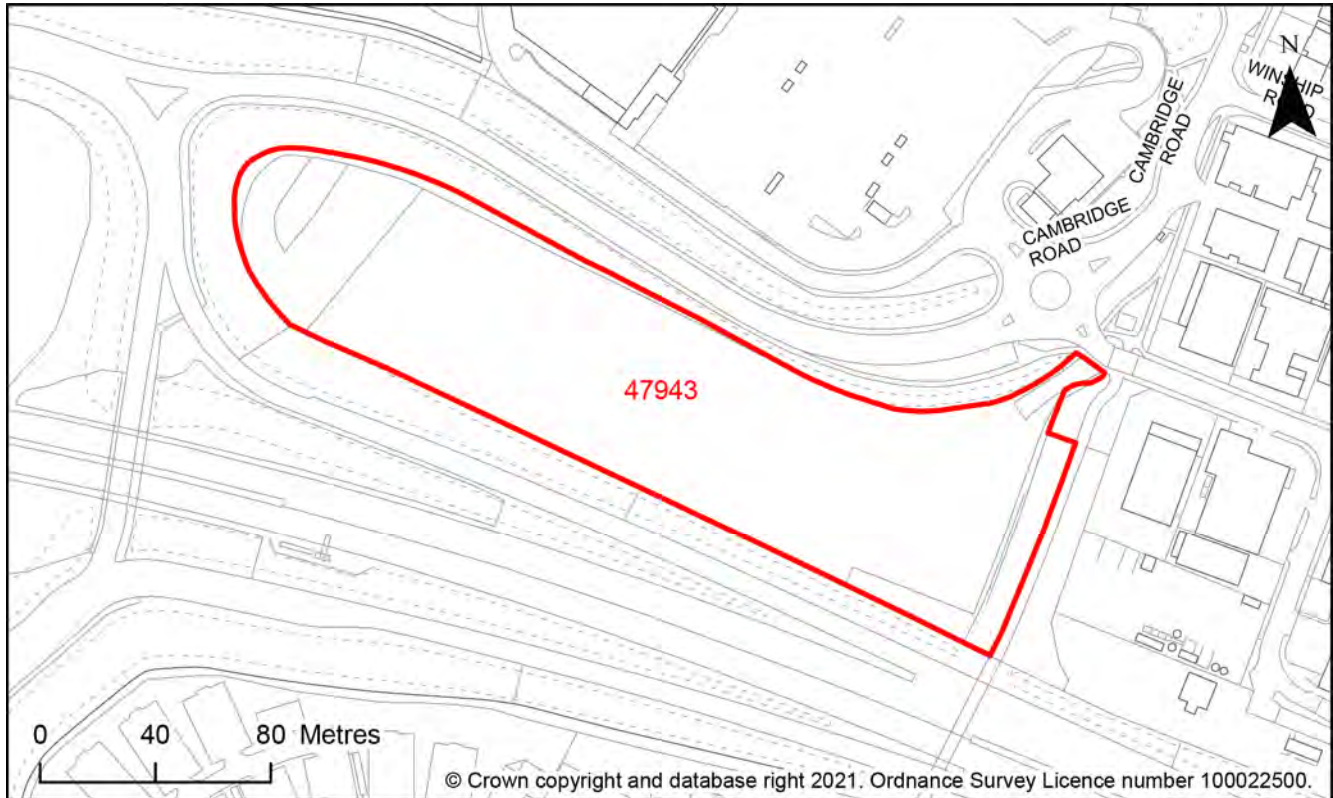 N
WINSHIP
ROAD
CAMBRIDGE
ROAD
CAMBRIDGE
ROAD
47943
0 40 80 Metres
© Crown copyright and database right 2021. Ordnance Survey Licence number 100022500.